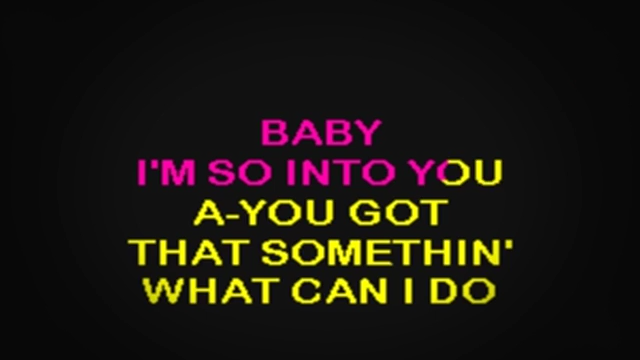 BABY
I'M SO INTO YOU
A-YOU GOT
THAT SOMETHIN'
WHAT CAN I DO